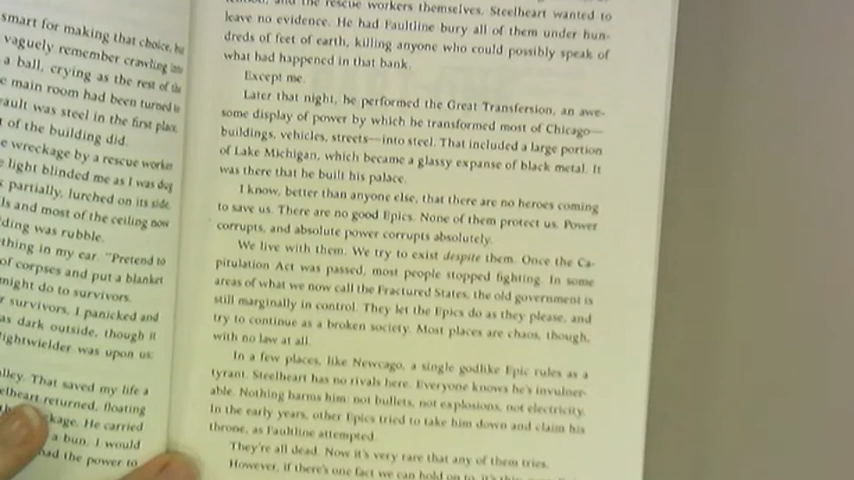 smart for making that choice, but
vaguely remember crawling into
a ball, crying as the rest of the
e main room had been turned to
ault was steel in the first place.
t of the building did.
e wreckage by a rescue worker
e light blinded me as I was dug
partially, lurched on its side,
ls and most of the ceiling now
ding was rubble.
thing in my ear. "Pretend to
of corpses and put a blanket
might do to survivors.
r survivors, I panicked and
as dark outside, though it
ightwielder was upon us.
lley. That saved my life a
elheart returned, floating
kage. He carried
a bun. I would
had the power to
and the rescue workers themselves. Steelheart wanted to
leave no evidence. He had Faultline bury all of them under hun-
dreds of feet of earth, killing anyone who could possibly speak of
what had happened in that bank.
Except me.
Later that night, he performed the Great Transfersion, an awe-
some display of power by which he transformed most of Chicago—
buildings, vehicles, streets—into steel. That included a large portion
of Lake Michigan, which became a glassy expanse of black metal. It
was there that he built his palace.
I know, better than anyone else, that there are no heroes coming
to save us. There are no good Epics. None of them protect us. Power
corrupts, and absolute power corrupts absolutely.
We live with them. We try to exist despite them. Once the Ca-
pitulation Act was passed, most people stopped fighting. In some
areas of what we now call the Fractured States, the old government is
still marginally in control. They let the Epics do as they please, and
try to continue as a broken society. Most places are chaos, though,
with no law at all.
In a few places, like Newcago, a single godlike Epic rules as a
tyrant. Steelheart has no rivals here. Everyone knows he's invulner-
able. Nothing harms him: not bullets, not explosions, not electricity.
In the early years, other Epics tried to take him down and claim his
throne, as Faultline attempted.
They're all dead. Now it's very rare that any of them tries.
However, if there's one fact we can hold on to, it's this